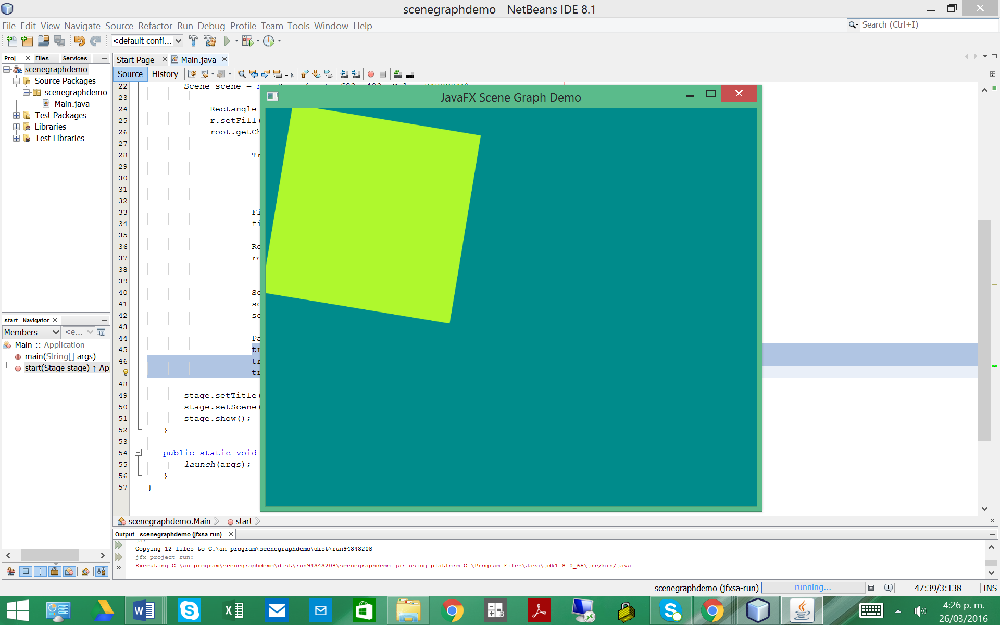 scenegraphdemo - NetBeans IDE 8.1
File Edit View Navigate Source Refactor Run Debug Profile Team Tools Window Help
Search (Ctrl+I)
<default confi...
Proj... Files Services
Start Page Main.java
scenegraphdemo
Source Packages
scenegraphdemo
Main.java
Test Packages
Libraries
Test Libraries
Source History
22 Scene scene =
23
24 Rectangle
25 r.setFill(
26 root.getCh
27
28 Tr
29
30
31
32
33 Fi
34 fi
35
36 Ro
37 ro
38
39
40 Sc
41 sc
42 sc
43
44 Pa
45 tr
46 tr
tr
48
49 stage.setTitle(
50 stage.setScene(
51 stage.show();
52 }
53
54 public static void
55 launch(args);
56 }
57 }
JavaFX Scene Graph Demo
start - Navigator
Members <e...
Main :: Application
main(String[] args)
start(Stage stage) ↑ Ap
scenegraphdemo.Main start
Output - scenegraphdemo (jfxsa-run)
jar:
Copying 12 files to C:\an program\scenegraphdemo\dist\run94343208
jfx-project-run:
Executing C:\an program\scenegraphdemo\dist\run94343208\scenegraphdemo.jar using platform C:\Program Files\Java\jdk1.8.0_65\jre/bin/java
scenegraphdemo (jfxsa-run) running... 47:39/3:138 INS
4:26 p. m.
26/03/2016